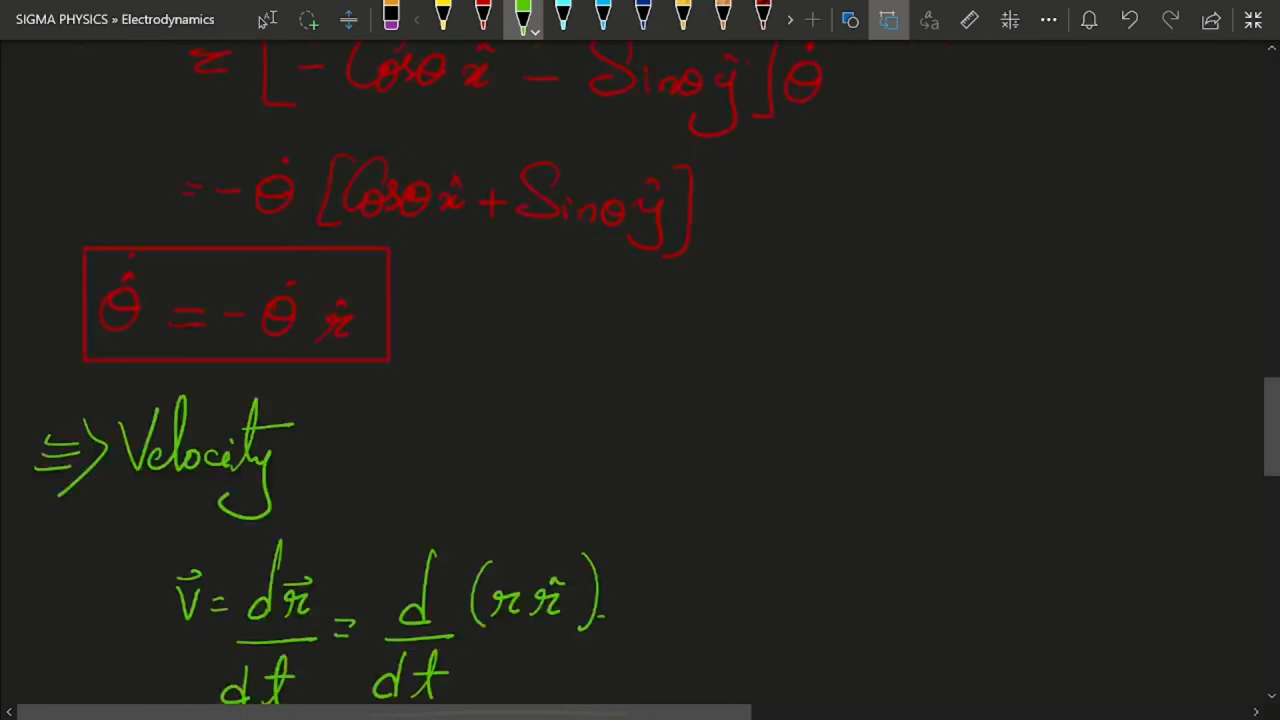 SIGMA PHYSICS » Electrodynamics
= [- Cosθ x̂ - Sinθ ŷ] θ̇
= - θ̇ [Cosθ x̂ + Sinθ ŷ]
θ̂̇ = - θ̇ r̂
⇒ Velocity
v⃗ = dr⃗/dt = d/dt (r r̂)